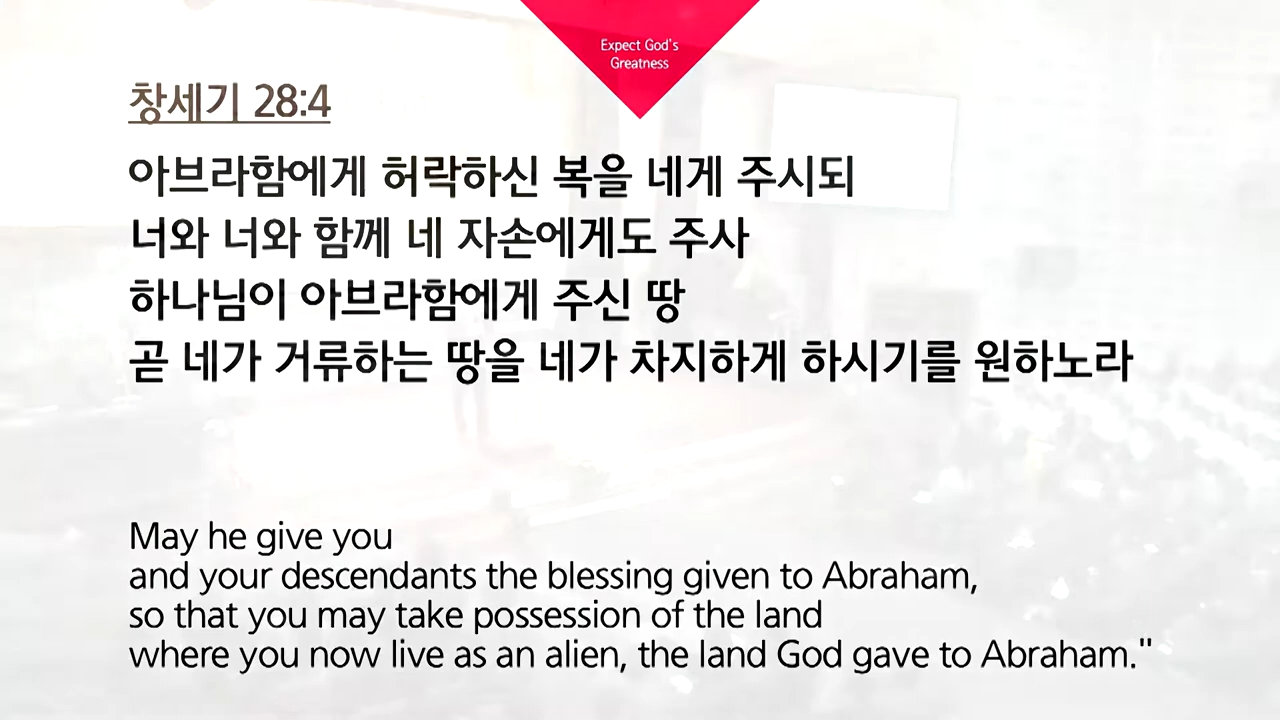 Expect God's
Greatness
창세기 28:4
아브라함에게 허락하신 복을 네게 주시되
너와 너와 함께 네 자손에게도 주사
하나님이 아브라함에게 주신 땅
곧 네가 거류하는 땅을 네가 차지하게 하시기를 원하노라
May he give you
and your descendants the blessing given to Abraham,
so that you may take possession of the land
where you now live as an alien, the land God gave to Abraham."